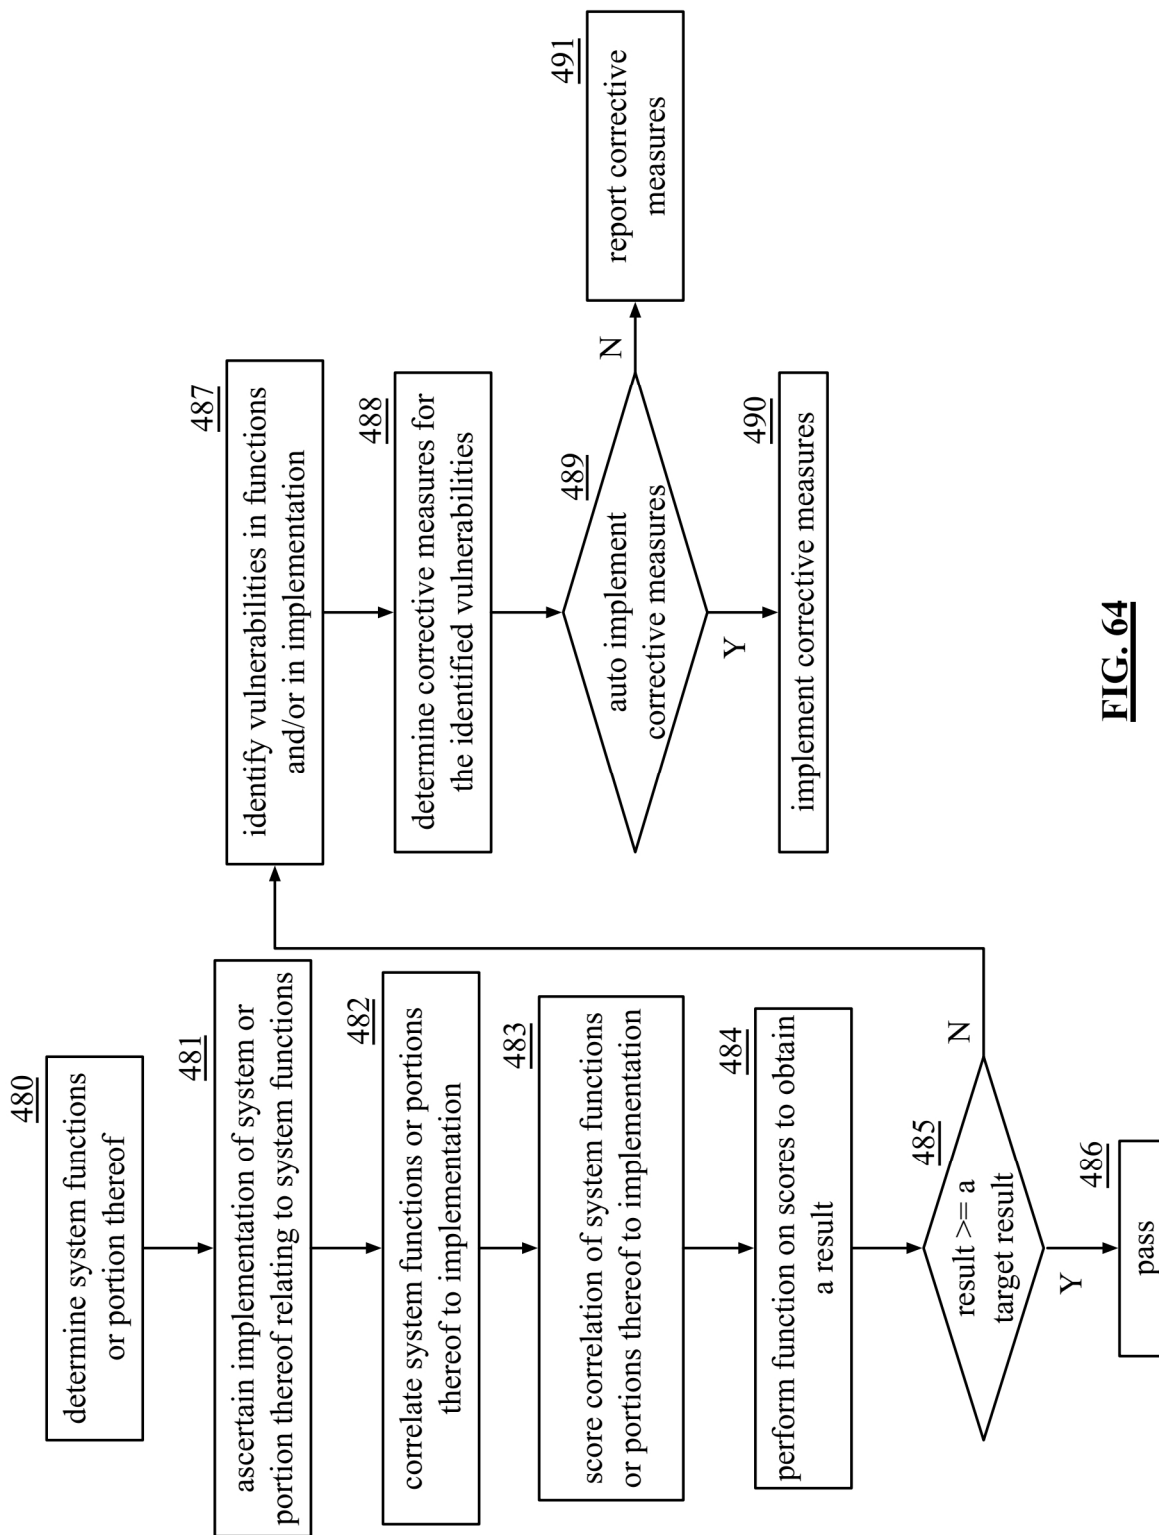 480
determine system functions
or portion thereof
481
ascertain implementation of system or
portion thereof relating to system functions
482
correlate system functions or portions
thereof to implementation
483
score correlation of system functions
or portions thereof to implementation
484
perform function on scores to obtain
a result
485
result >= a
target result
N
Y
486
pass
487
identify vulnerabilities in functions
and/or in implementation
488
determine corrective measures for
the identified vulnerabilities
489
auto implement
corrective measures
N
Y
490
implement corrective measures
491
report corrective
measures
FIG. 64